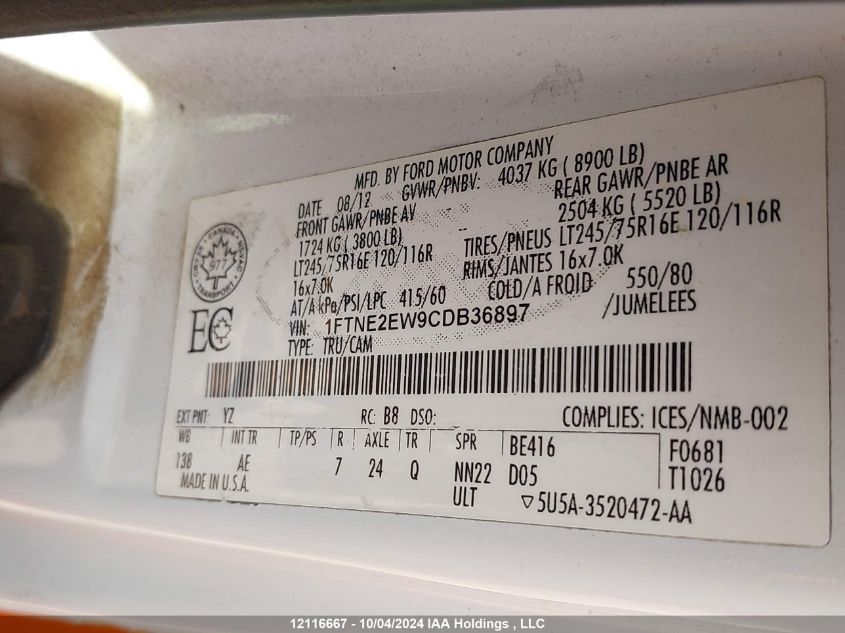 MFD. BY FORD MOTOR COMPANY
DATE 08/12 GVWR/PNBV: 4037 KG ( 8900 LB)
FRONT GAWR/PNBE AV REAR GAWR/PNBE AR
1724 KG ( 3800 LB) 2504 KG ( 5520 LB)
LT245/75R16E 120/116R TIRES/PNEUS LT245/75R16E 120/116R
16x7.0K RIMS/JANTES 16x7.0K
AT/A kPa/PSI/LPC 415/60 COLD/A FROID 550/80
VIN: 1FTNE2EW9CDB36897 /JUMELEES
TYPE: TRU/CAM
CANADA
977
TRANSPORT
EC
EXT PNT: YZ RC: B8 DSO: COMPLIES: ICES/NMB-002
WB INT TR TP/PS R AXLE TR SPR BE416 F0681
138 AE 7 24 Q NN22 D05 T1026
MADE IN U.S.A. ULT ▽5U5A-3520472-AA
12116667 - 10/04/2024 IAA Holdings , LLC